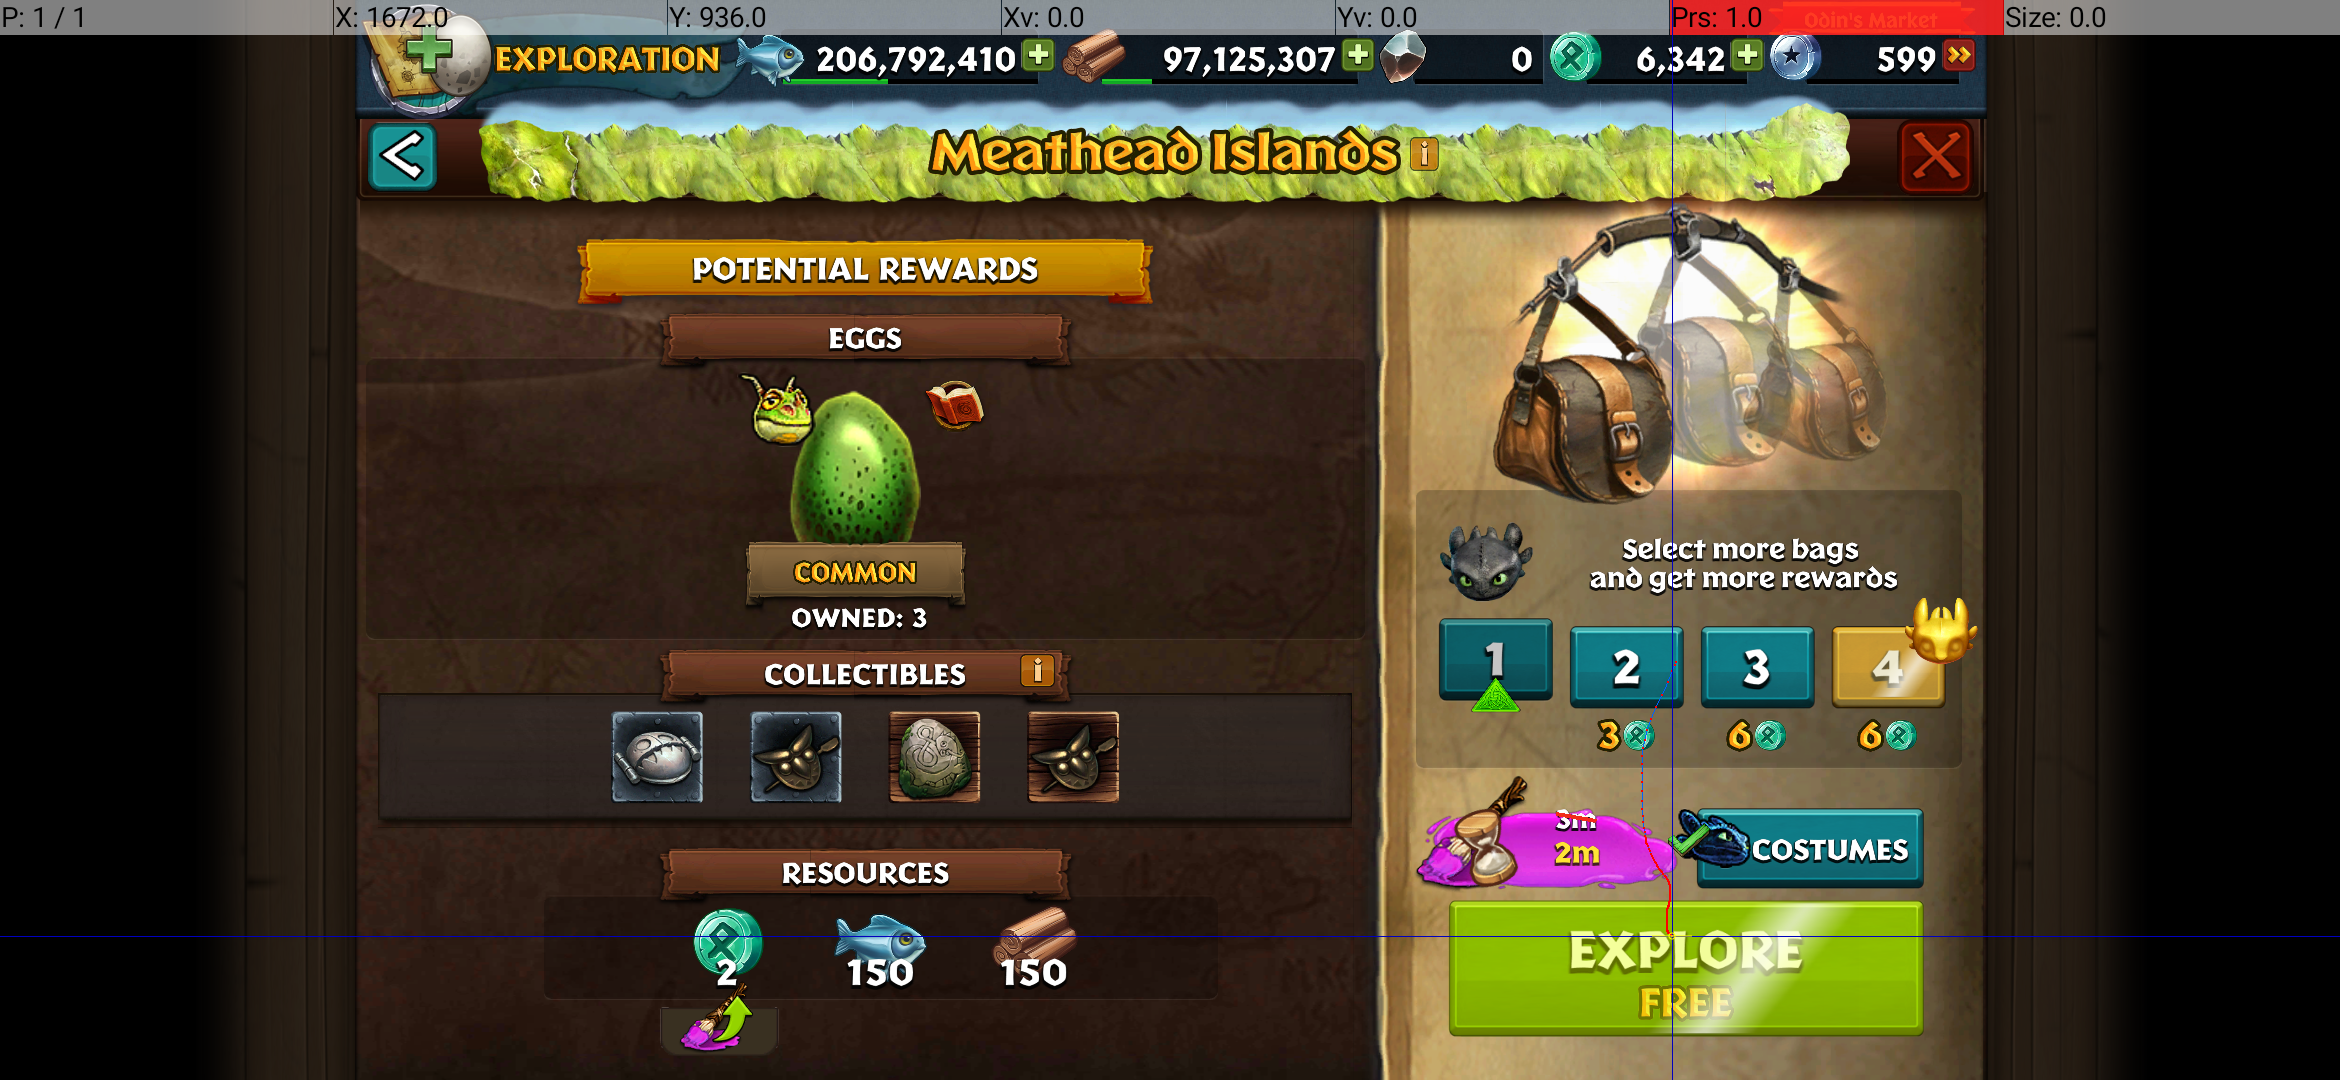 P: 1 / 1
X: 1672.0
Y: 936.0
Xv: 0.0
Yv: 0.0
Prs: 1.0
Size: 0.0
Odin's Market
EXPLORATION
206,792,410
97,125,307
0
6,342
599
Meathead Islands
i
POTENTIAL REWARDS
EGGS
COMMON
OWNED: 3
COLLECTIBLES
i
RESOURCES
2
150
150
Select more bags
and get more rewards
1
2
3
4
3
6
6
3m
2m
COSTUMES
EXPLORE
FREE